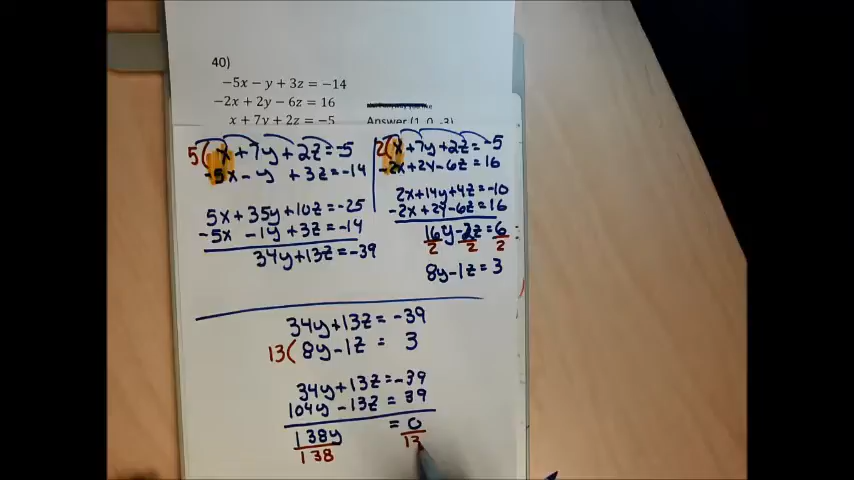 40)
−5x − y + 3z = −14
−2x + 2y − 6z = 16
x + 7y + 2z = −5
Answer (1, 0, -3)
5( x + 7y + 2z = -5
-5x - y + 3z = -14
5x + 35y + 10z = -25
-5x - 1y + 3z = -14
34y + 13z = -39
2( x + 7y + 2z = -5
-2x + 2y - 6z = 16
2x + 14y + 4z = -10
-2x + 2y - 6z = 16
16y - 2z = 6
2 2 2
8y - 1z = 3
34y + 13z = -39
13( 8y - 1z = 3
34y + 13z = -39
104y - 13z = 39
138y = 0
138 13